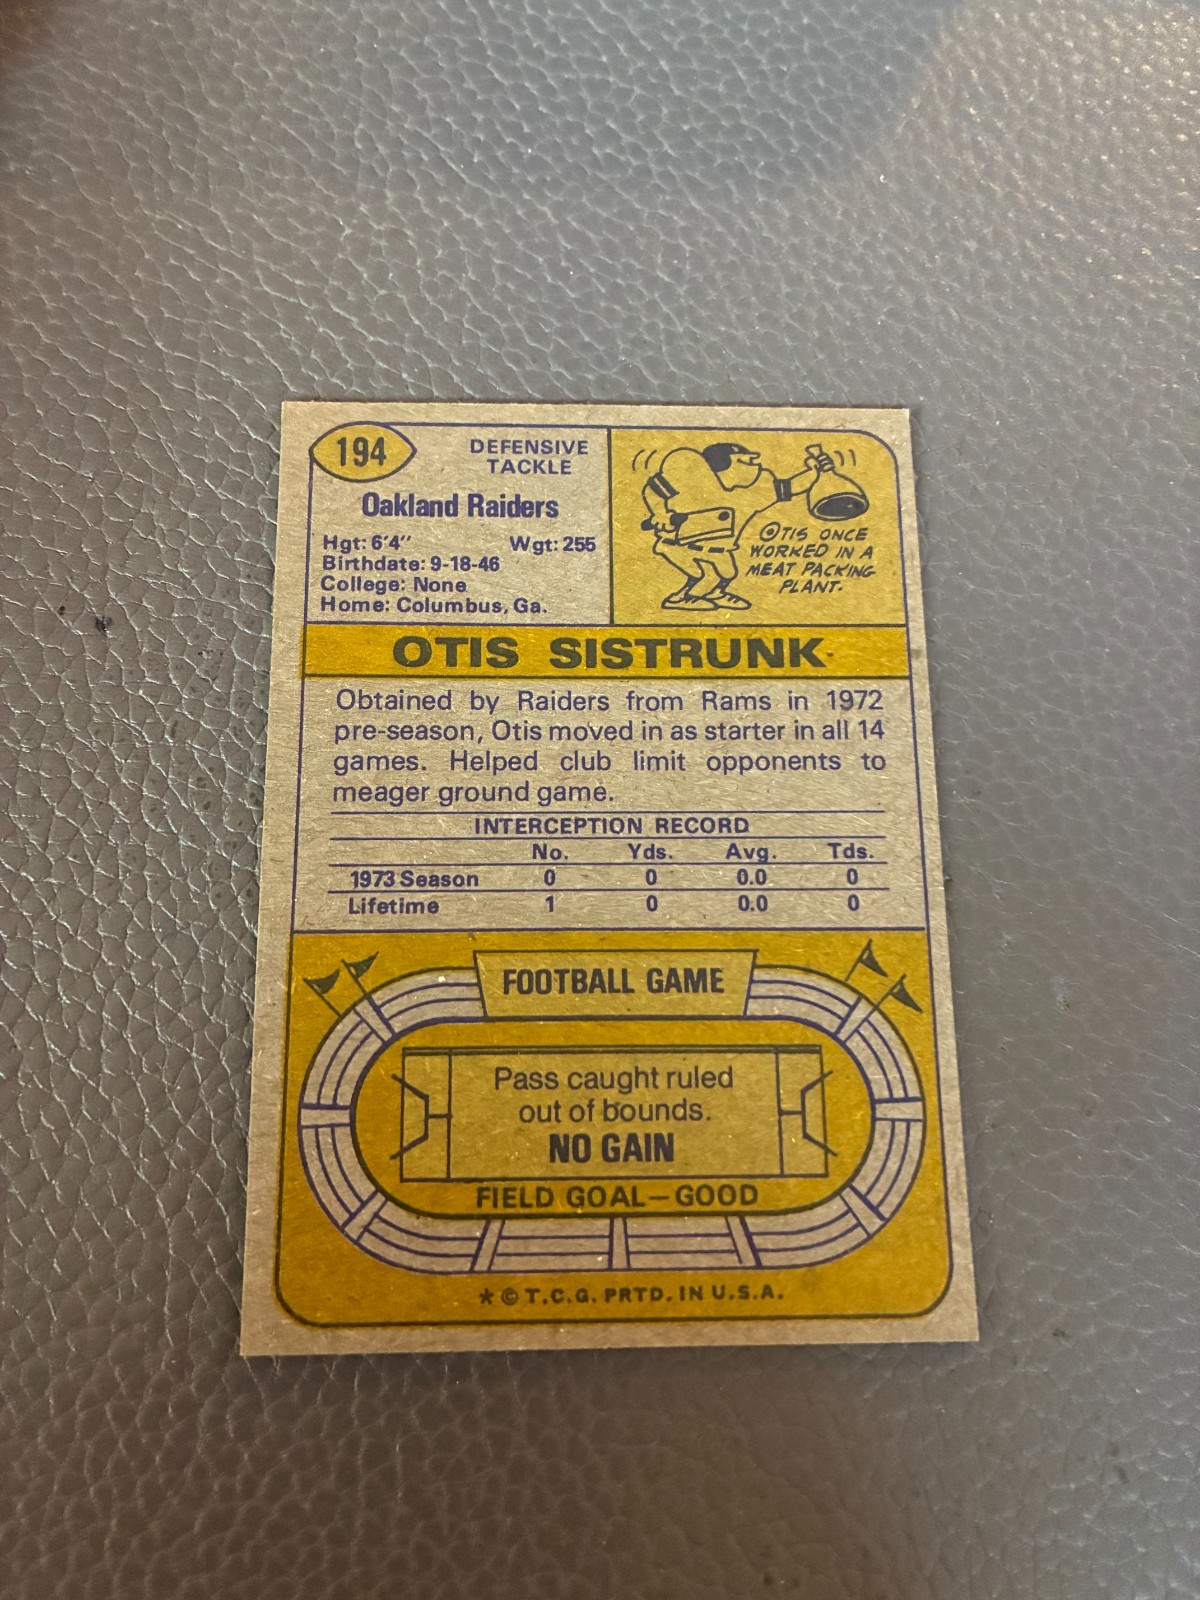 194
DEFENSIVE
TACKLE
Oakland Raiders
Hgt: 6'4" Wgt: 255
Birthdate: 9-18-46
College: None
Home: Columbus, Ga.
OTIS ONCE
WORKED IN A
MEAT PACKING
PLANT.
OTIS SISTRUNK
Obtained by Raiders from Rams in 1972
pre-season, Otis moved in as starter in all 14
games. Helped club limit opponents to
meager ground game.
INTERCEPTION RECORD
No. Yds. Avg. Tds.
1973 Season 0 0 0.0 0
Lifetime 1 0 0.0 0
FOOTBALL GAME
Pass caught ruled
out of bounds.
NO GAIN
FIELD GOAL—GOOD
* © T.C.G. PRTD. IN U.S.A.